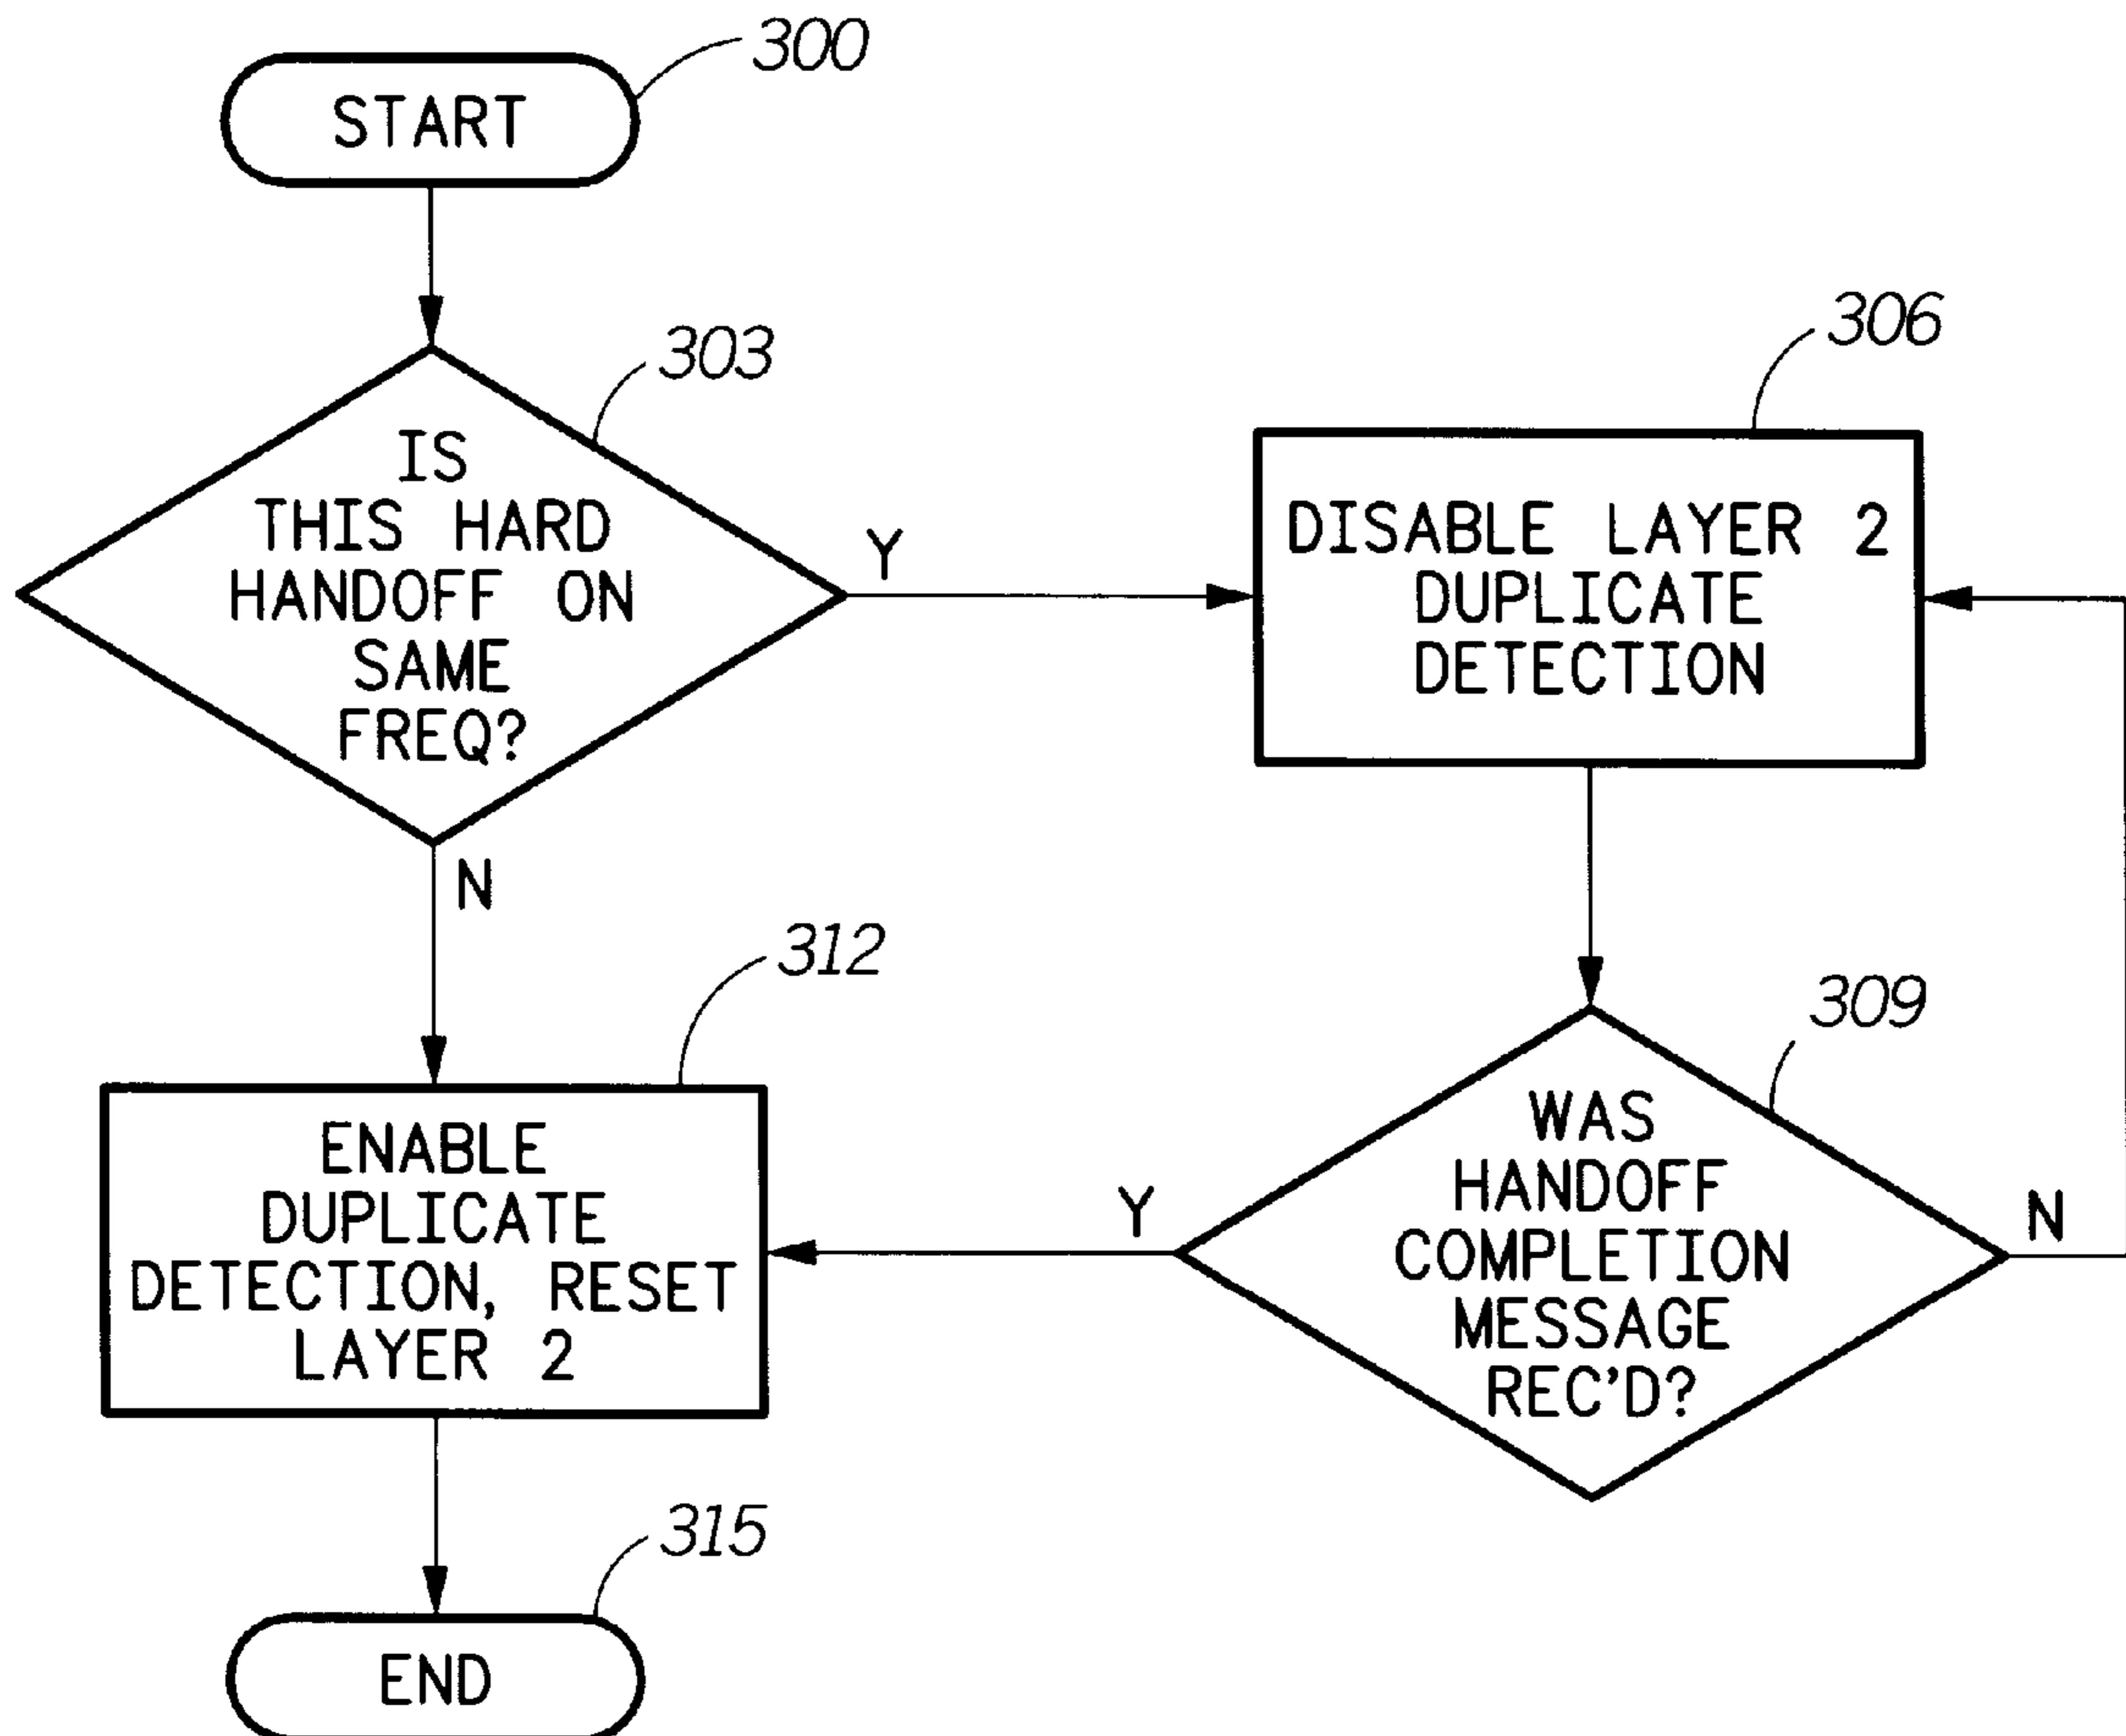 300
START
303
IS
THIS HARD
HANDOFF ON
SAME
FREQ?
Y
N
306
DISABLE LAYER 2
DUPLICATE
DETECTION
309
WAS
HANDOFF
COMPLETION
MESSAGE
REC'D?
Y
N
312
ENABLE
DUPLICATE
DETECTION, RESET
LAYER 2
315
END